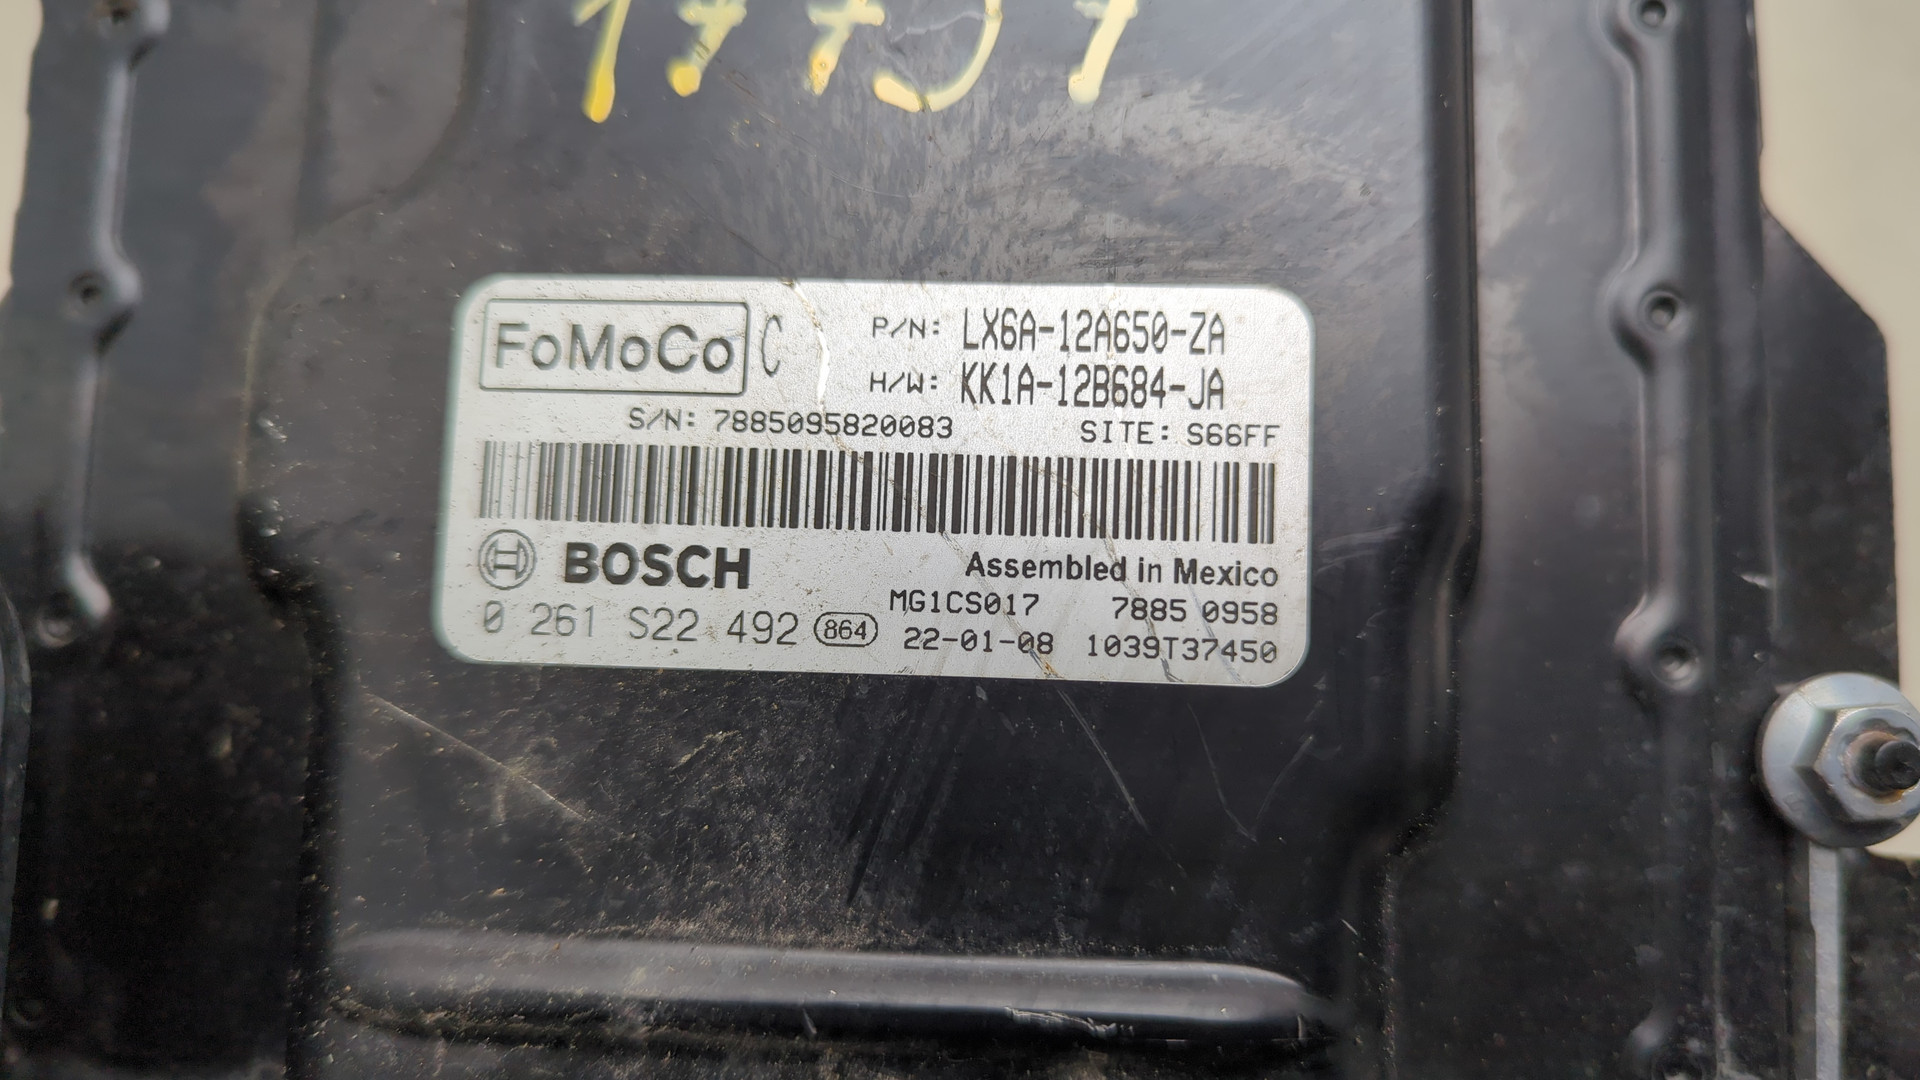 FoMoCo C P/N: LX6A-12A650-ZA
H/W: KK1A-12B684-JA
S/N: 7885095820083 SITE: S66FF
BOSCH Assembled in Mexico
MG1CS017 7885 0958
0 261 S22 492 864 22-01-08 1039T37450